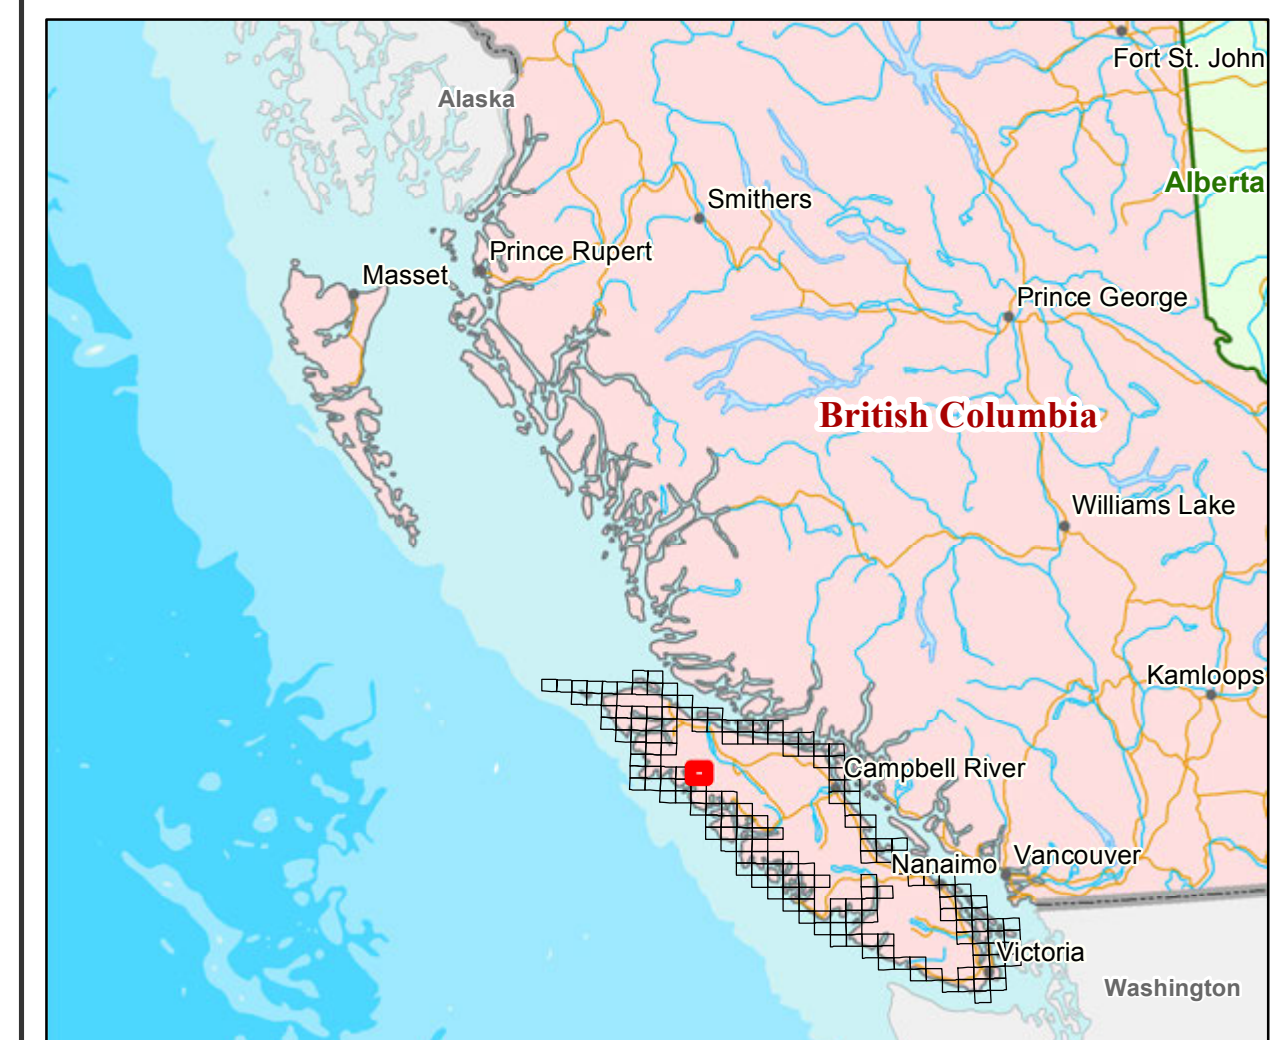 Fort St. John
Alaska
Alberta
Smithers
Prince Rupert
Masset
Prince George
British Columbia
Williams Lake
Kamloops
Campbell River
Nanaimo
Vancouver
Victoria
Washington